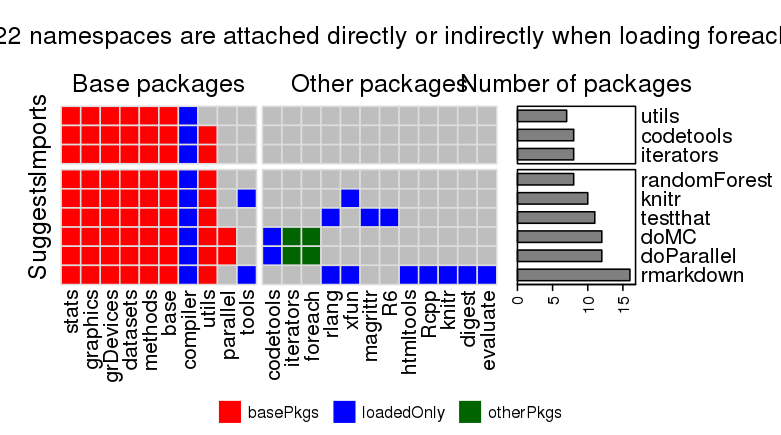 22 namespaces are attached directly or indirectly when loading foreach
Base packages
Other packages
Number of packages
Imports
Suggests
utils
codetools
iterators
randomForest
knitr
testthat
doMC
doParallel
rmarkdown
0
5
10
15
stats
graphics
grDevices
datasets
methods
base
compiler
utils
parallel
tools
codetools
iterators
foreach
rlang
xfun
magrittr
R6
htmltools
Rcpp
knitr
digest
evaluate
basePkgs
loadedOnly
otherPkgs